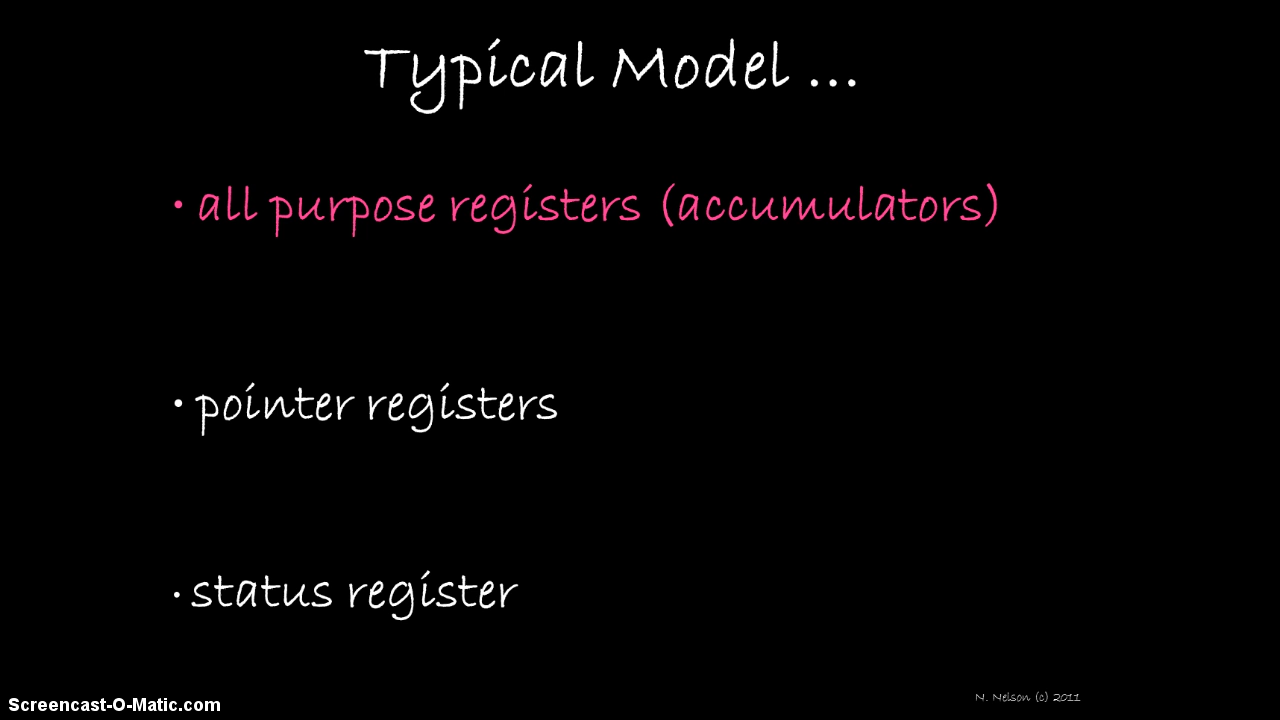 Typical Model ...
• all purpose registers (accumulators)
• pointer registers
• status register
N. Nelson (c) 2011
Screencast-O-Matic.com